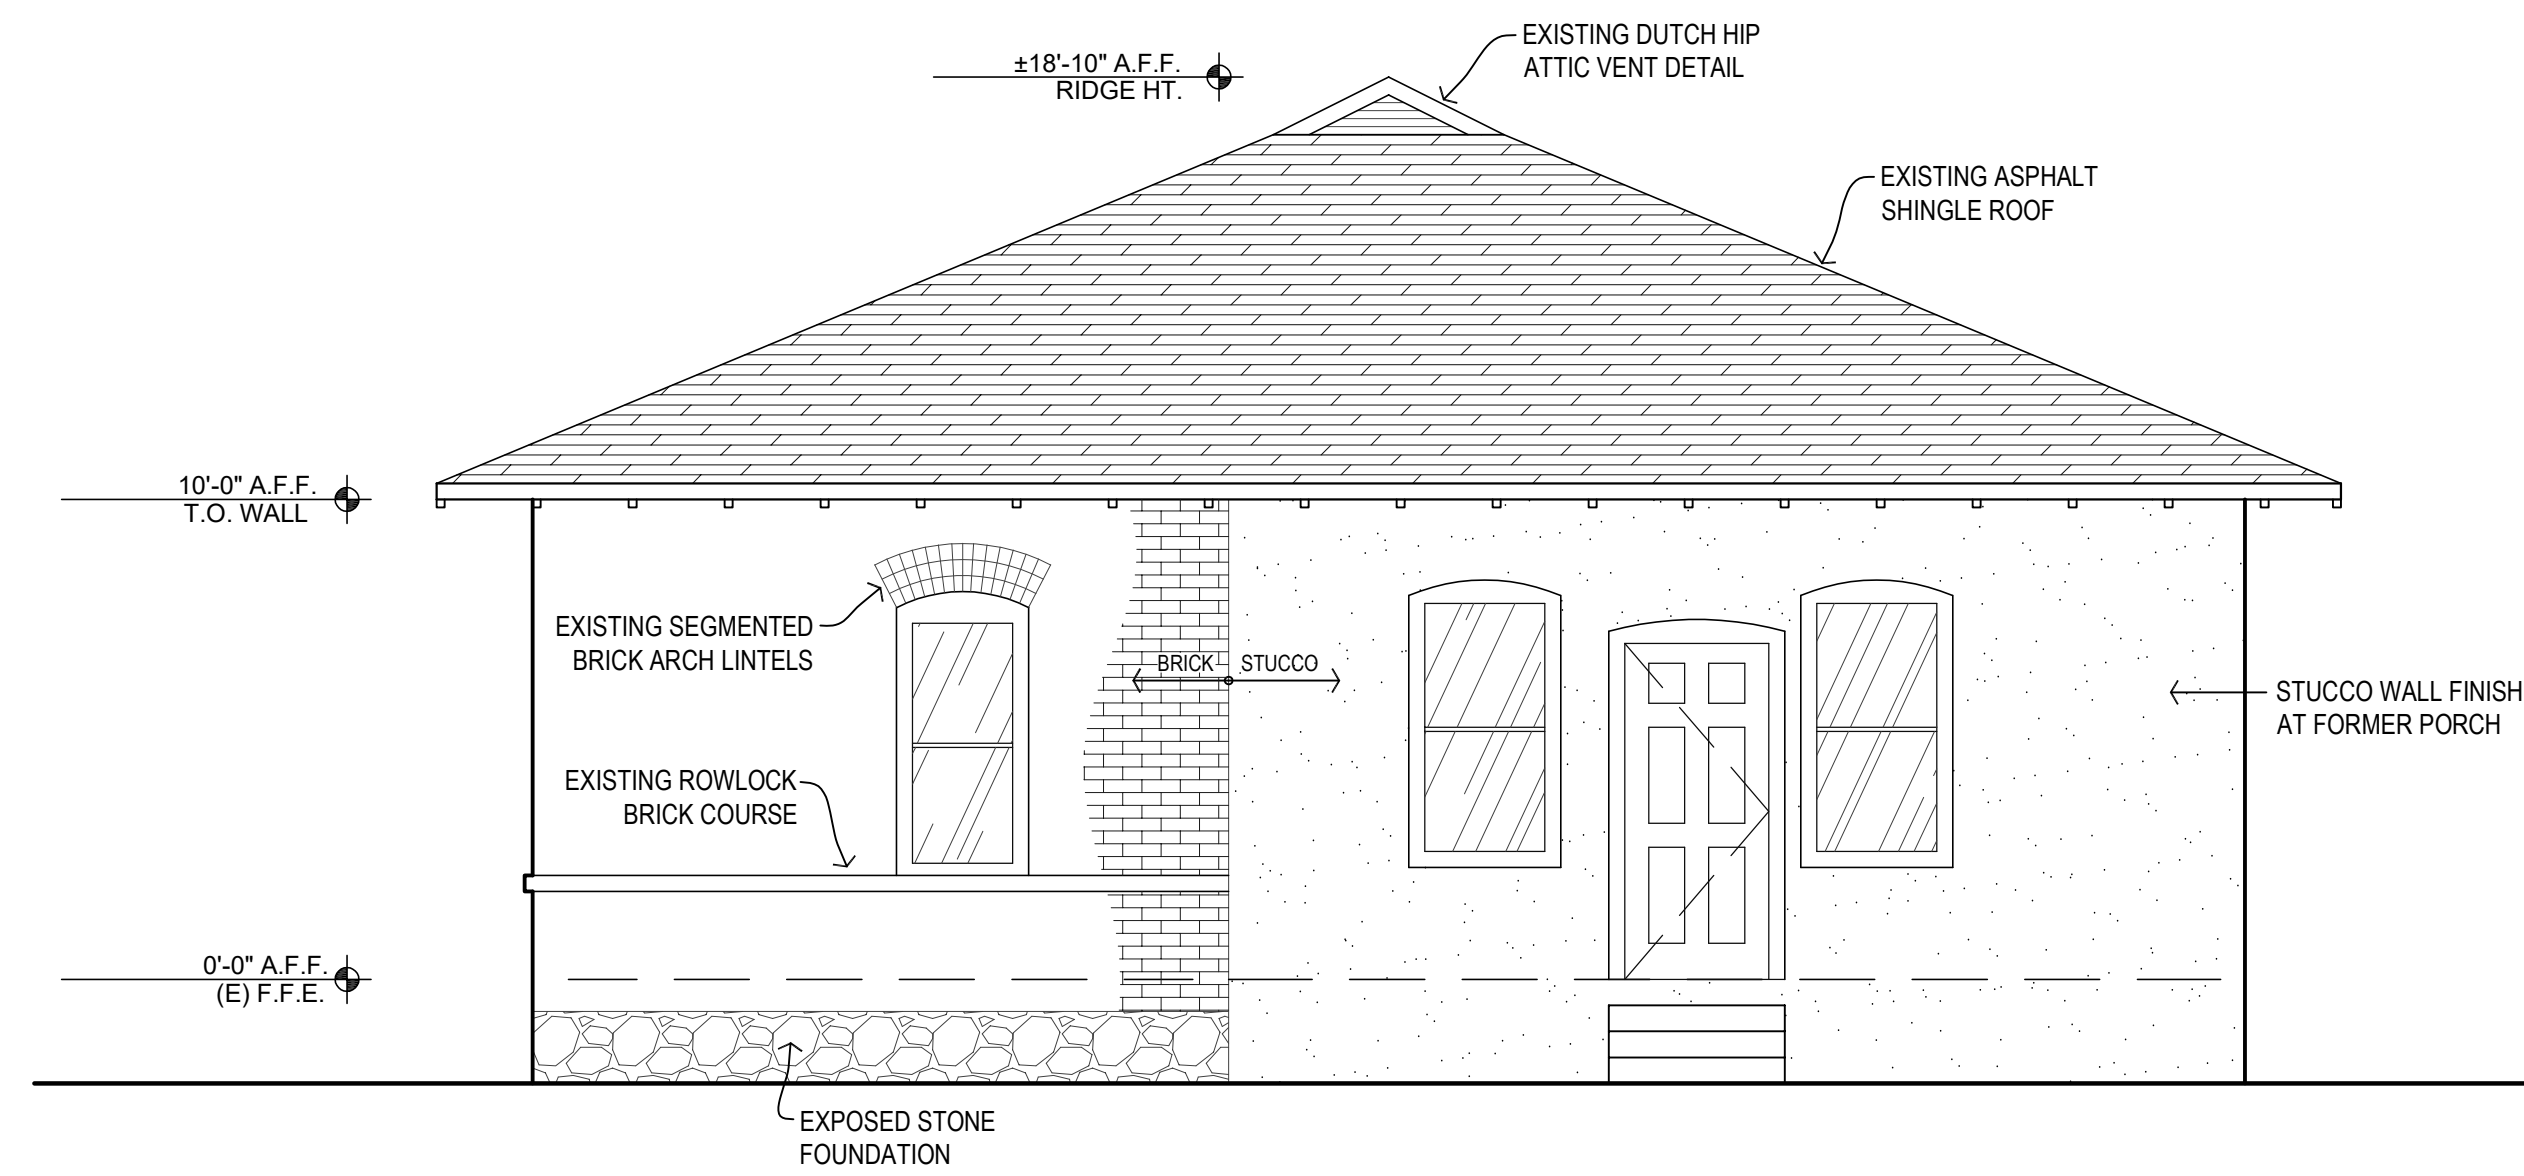 EXISTING DUTCH HIP
ATTIC VENT DETAIL
±18'-10" A.F.F.
RIDGE HT.
EXISTING ASPHALT
SHINGLE ROOF
10'-0" A.F.F.
T.O. WALL
EXISTING SEGMENTED
BRICK ARCH LINTELS
BRICK STUCCO
STUCCO WALL FINISH
AT FORMER PORCH
EXISTING ROWLOCK
BRICK COURSE
0'-0" A.F.F.
(E) F.F.E.
EXPOSED STONE
FOUNDATION